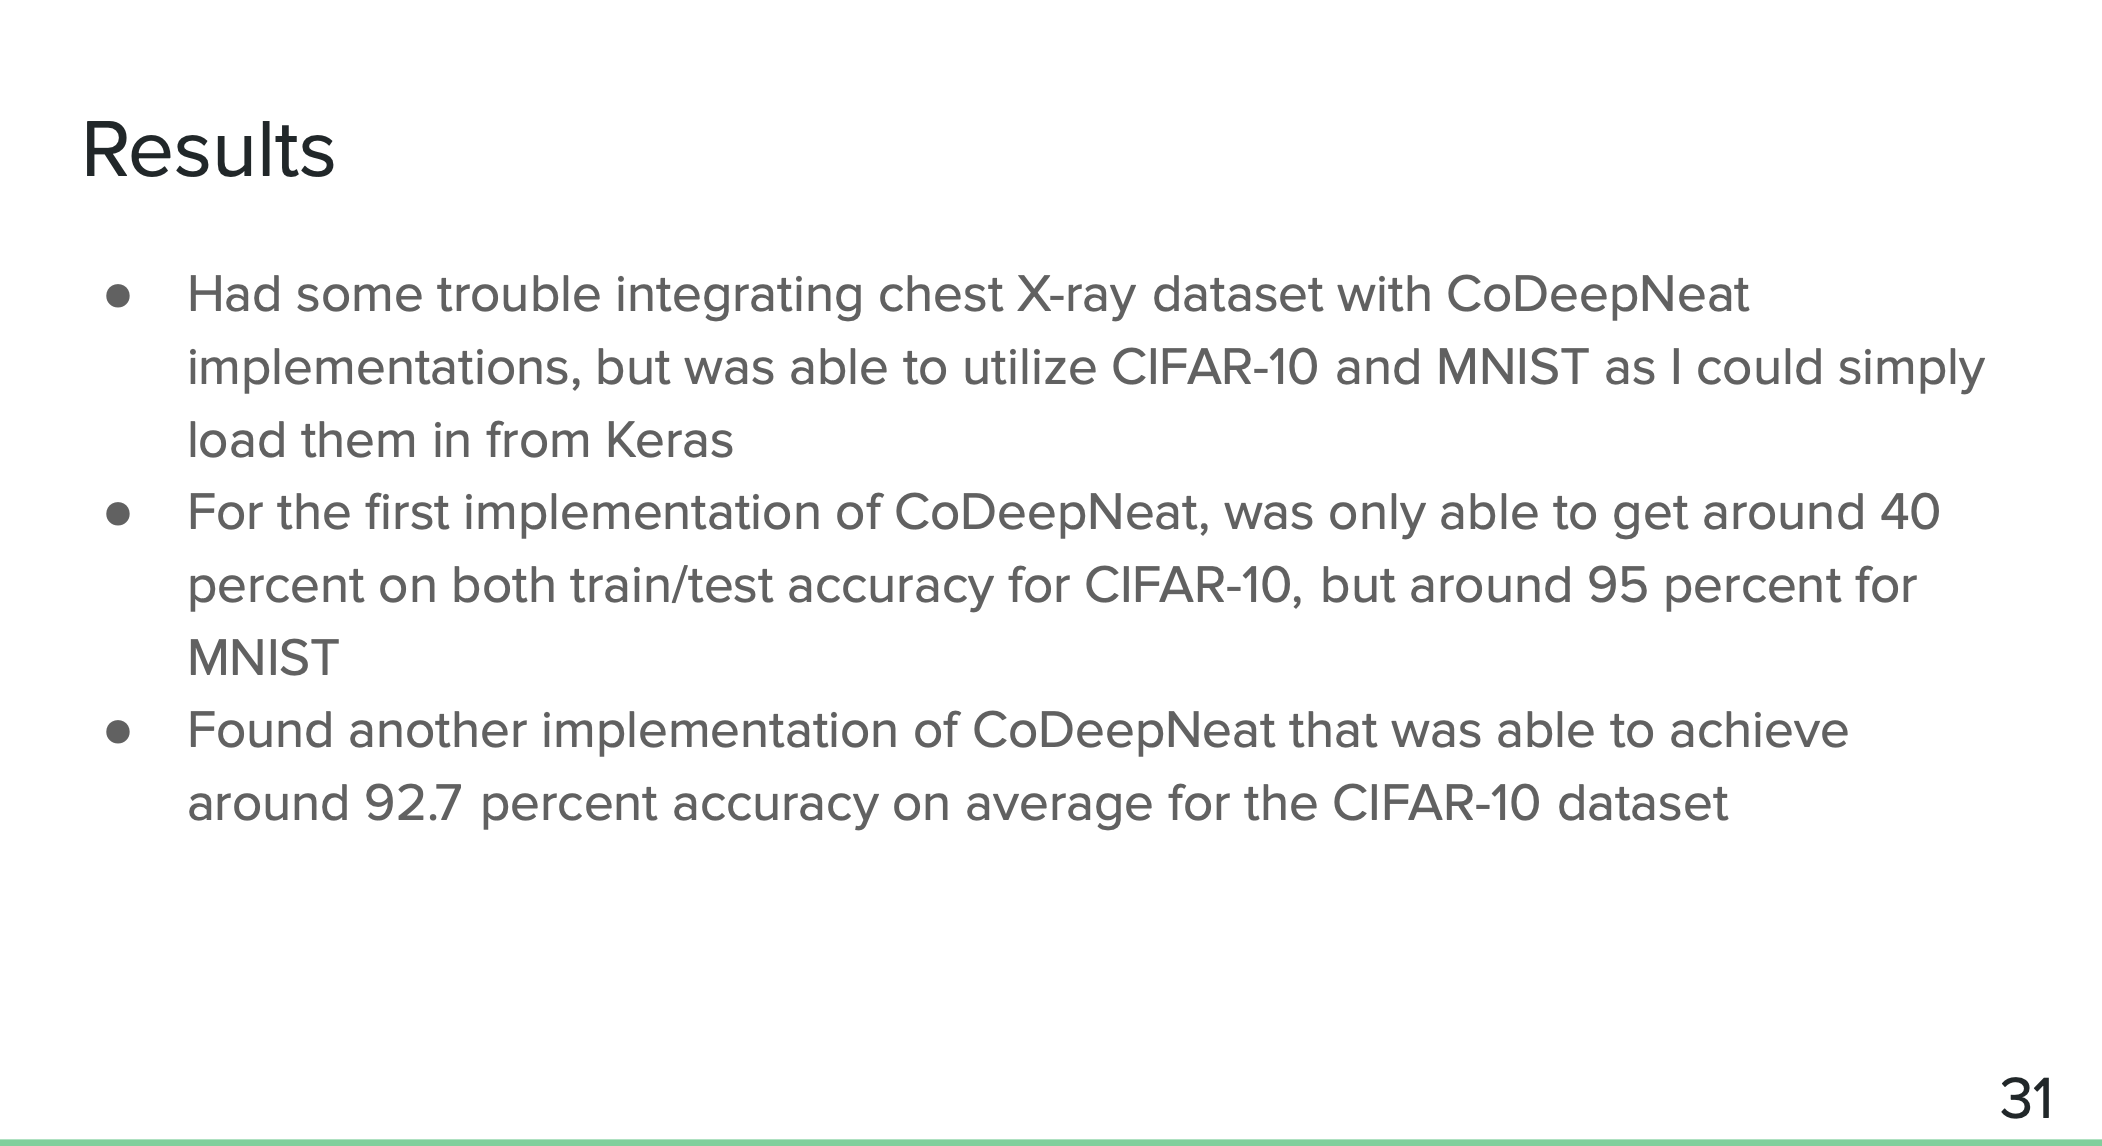 Results
● Had some trouble integrating chest X-ray dataset with CoDeepNeat
implementations, but was able to utilize CIFAR-10 and MNIST as I could simply
load them in from Keras
● For the first implementation of CoDeepNeat, was only able to get around 40
percent on both train/test accuracy for CIFAR-10, but around 95 percent for
MNIST
● Found another implementation of CoDeepNeat that was able to achieve
around 92.7 percent accuracy on average for the CIFAR-10 dataset
31